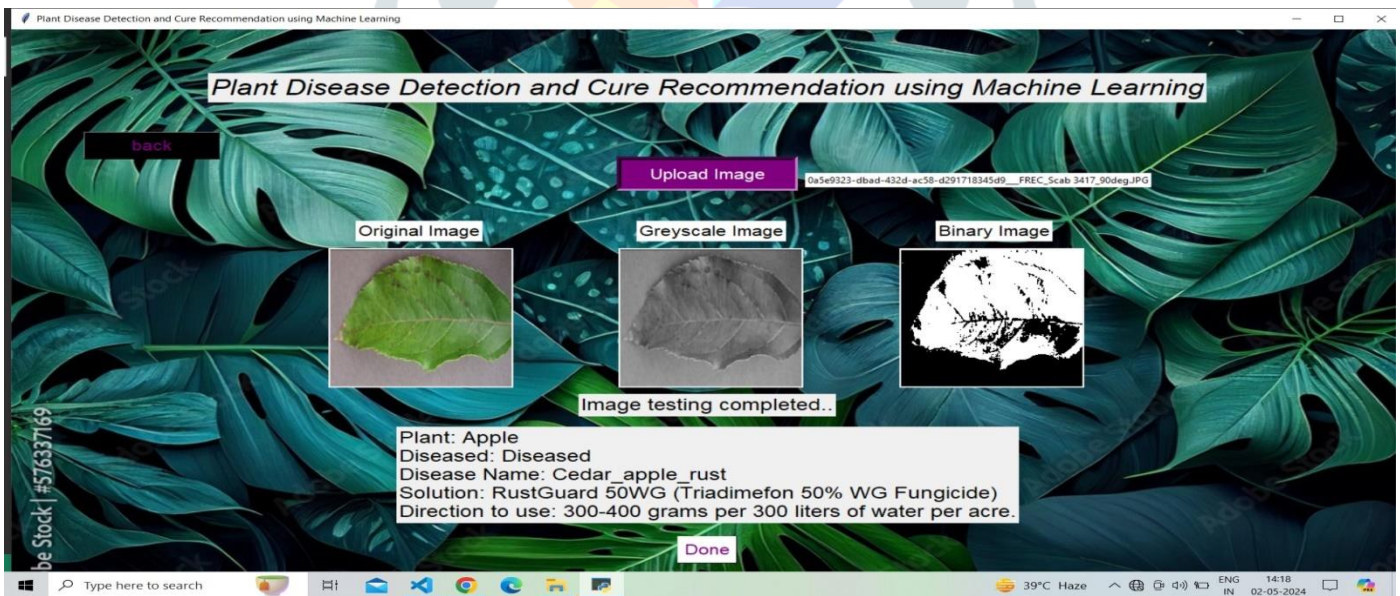 Plant Disease Detection and Cure Recommendation using Machine Learning
Plant Disease Detection and Cure Recommendation using Machine Learning
back
Upload Image
0a5e9323-dbad-432d-ac58-d291718345d9___FREC_Scab 3417_90deg.JPG
Original Image
Greyscale Image
Binary Image
Image testing completed..
Plant: Apple
Diseased: Diseased
Disease Name: Cedar_apple_rust
Solution: RustGuard 50WG (Triadimefon 50% WG Fungicide)
Direction to use: 300-400 grams per 300 liters of water per acre.
Done
be Stock | #576337169
Adobe Stock
Type here to search
39°C Haze
ENG
IN
14:18
02-05-2024